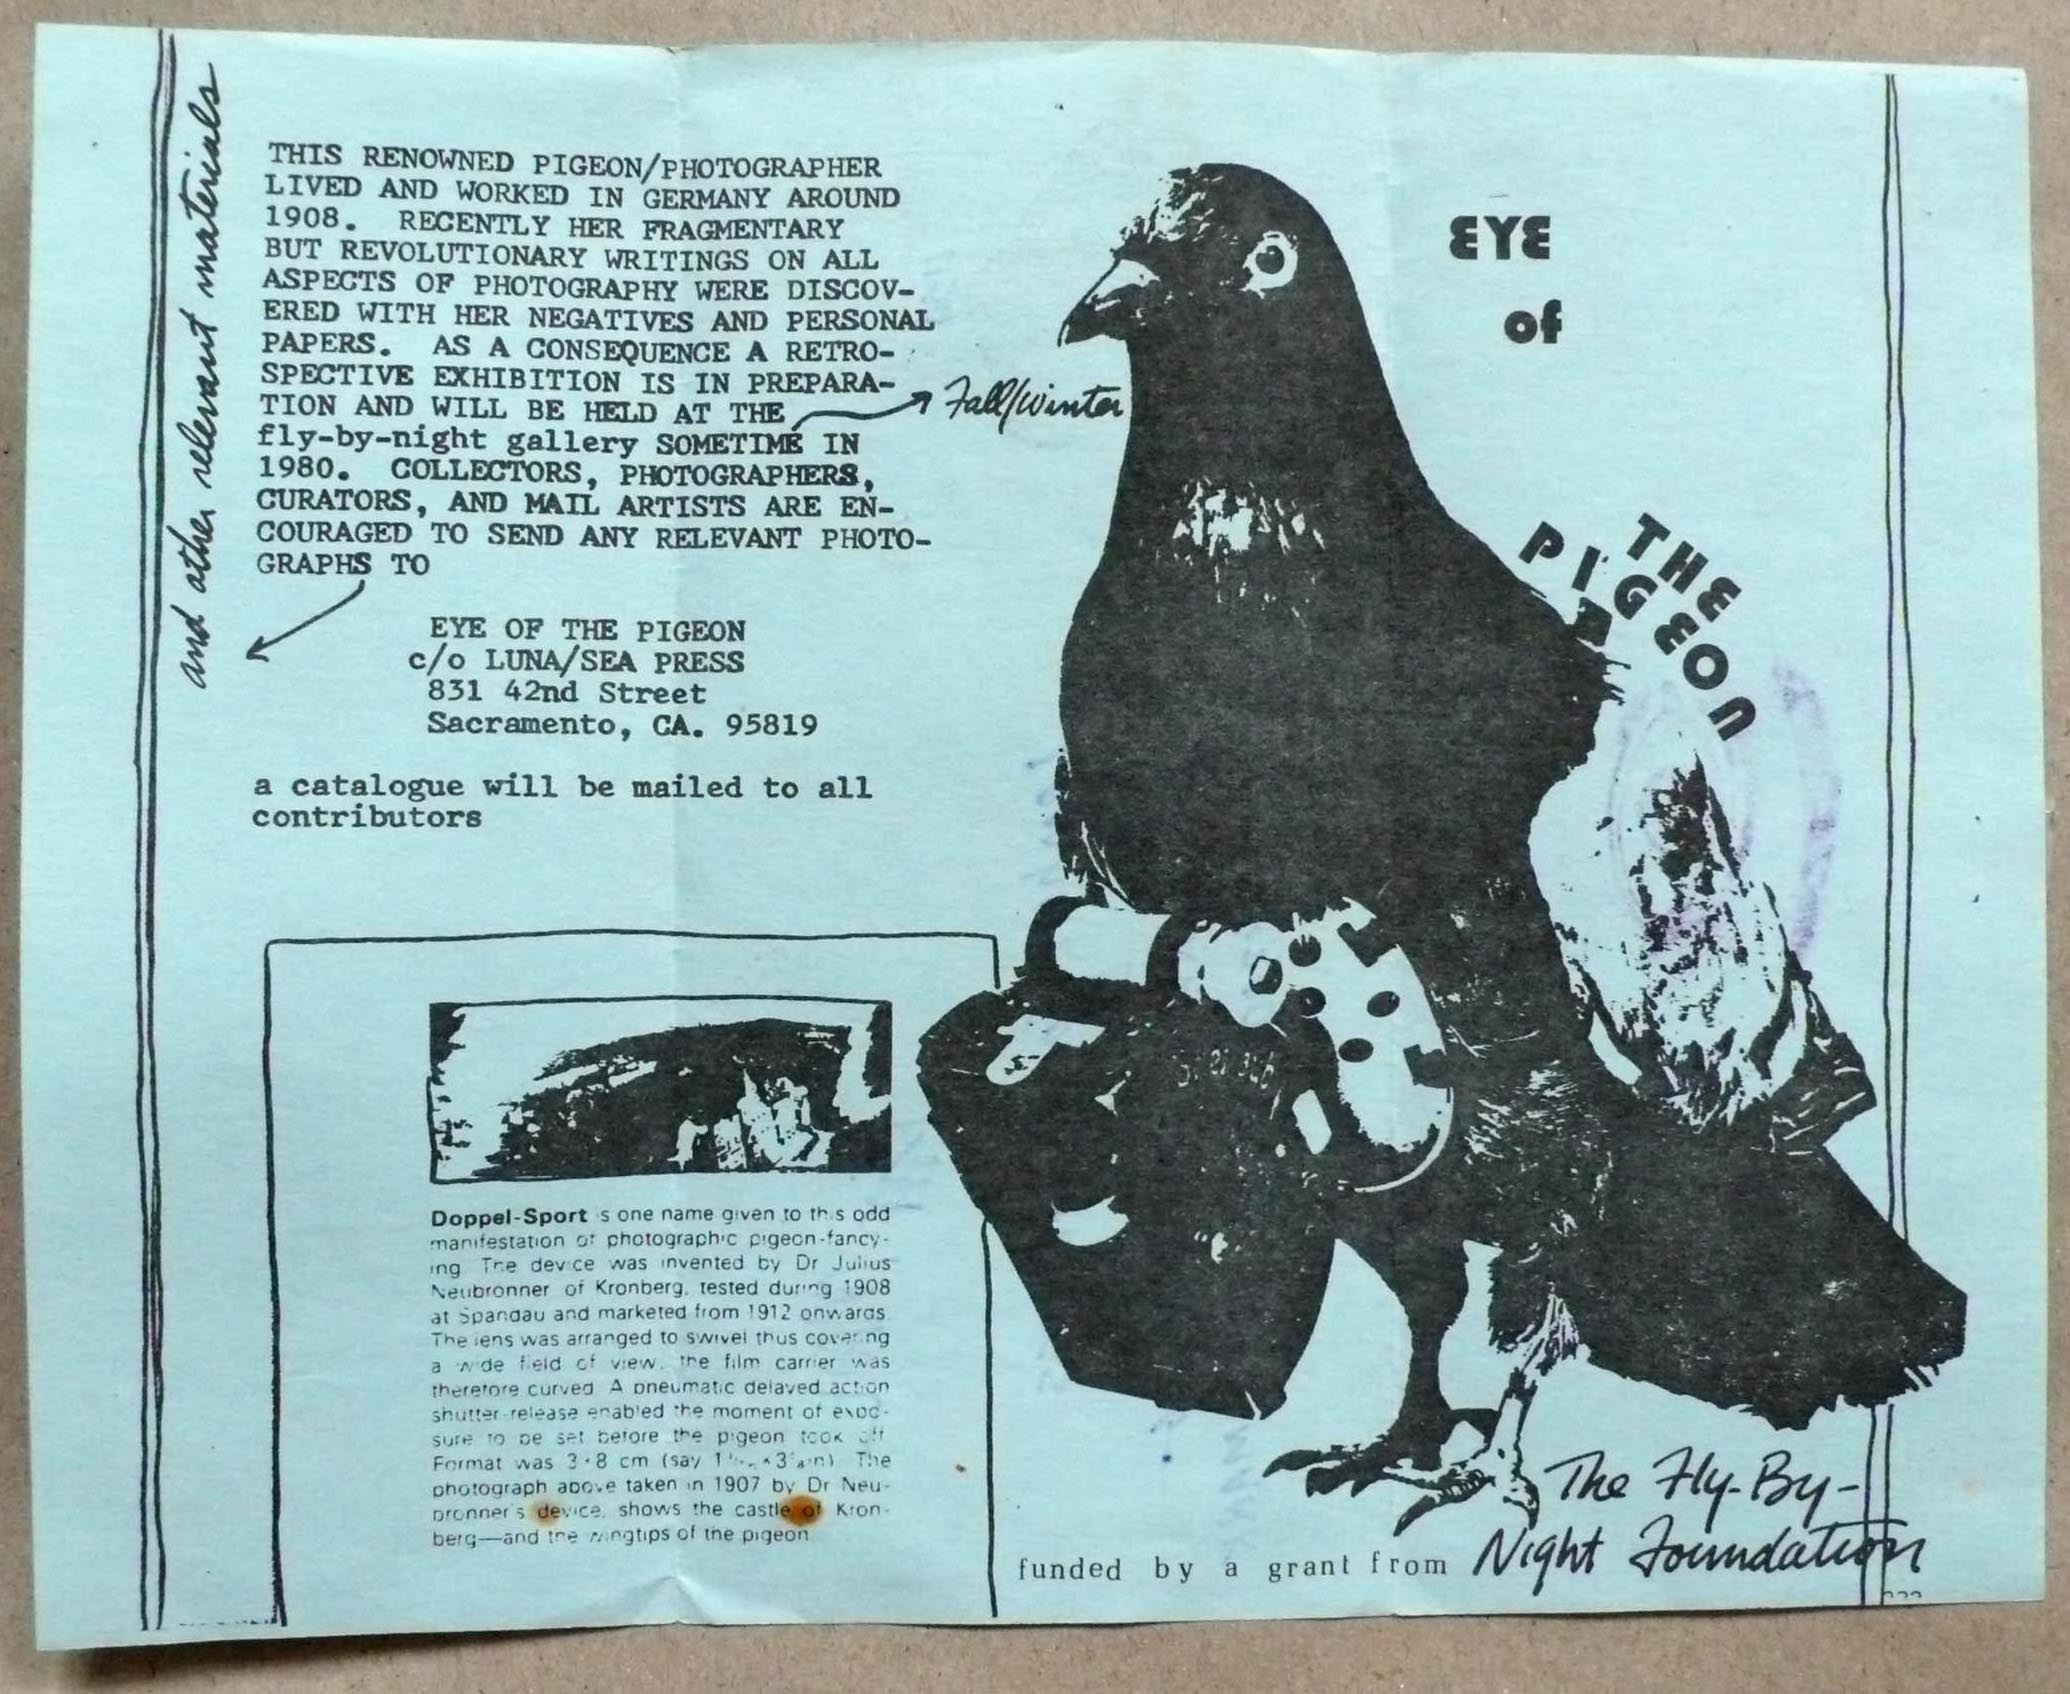 THIS RENOWNED PIGEON/PHOTOGRAPHER
LIVED AND WORKED IN GERMANY AROUND
1908. RECENTLY HER FRAGMENTARY
BUT REVOLUTIONARY WRITINGS ON ALL
ASPECTS OF PHOTOGRAPHY WERE DISCOV-
ERED WITH HER NEGATIVES AND PERSONAL
PAPERS. AS A CONSEQUENCE A RETRO-
SPECTIVE EXHIBITION IS IN PREPARA-
TION AND WILL BE HELD AT THE
fly-by-night gallery SOMETIME IN
Fall/Winter
1980. COLLECTORS, PHOTOGRAPHERS,
CURATORS, AND MAIL ARTISTS ARE EN-
COURAGED TO SEND ANY RELEVANT PHOTO-
GRAPHS TO
and other relevant materials
EYE OF THE PIGEON
c/o LUNA/SEA PRESS
831 42nd Street
Sacramento, CA. 95819
a catalogue will be mailed to all
contributors
Doppel-Sport s one name given to this odd
manifestation of photographic pigeon-fancy-
ing The device was invented by Dr Julius
Neubronner of Kronberg, tested during 1908
at Spandau and marketed from 1912 onwards
The lens was arranged to swivel thus covering
a wide field of view, the film carrier was
therefore curved A pneumatic delayed action
shutter-release enabled the moment of expo-
sure to be set before the pigeon took off
Format was 3·8 cm (say The
photograph above taken in 1907 by Dr Neu-
bronner's device, shows the castle of Kron-
berg—and the wingtips of the pigeon
EYE
of
THE
PIGEON
funded by a grant from The Fly-By-
Night Foundation